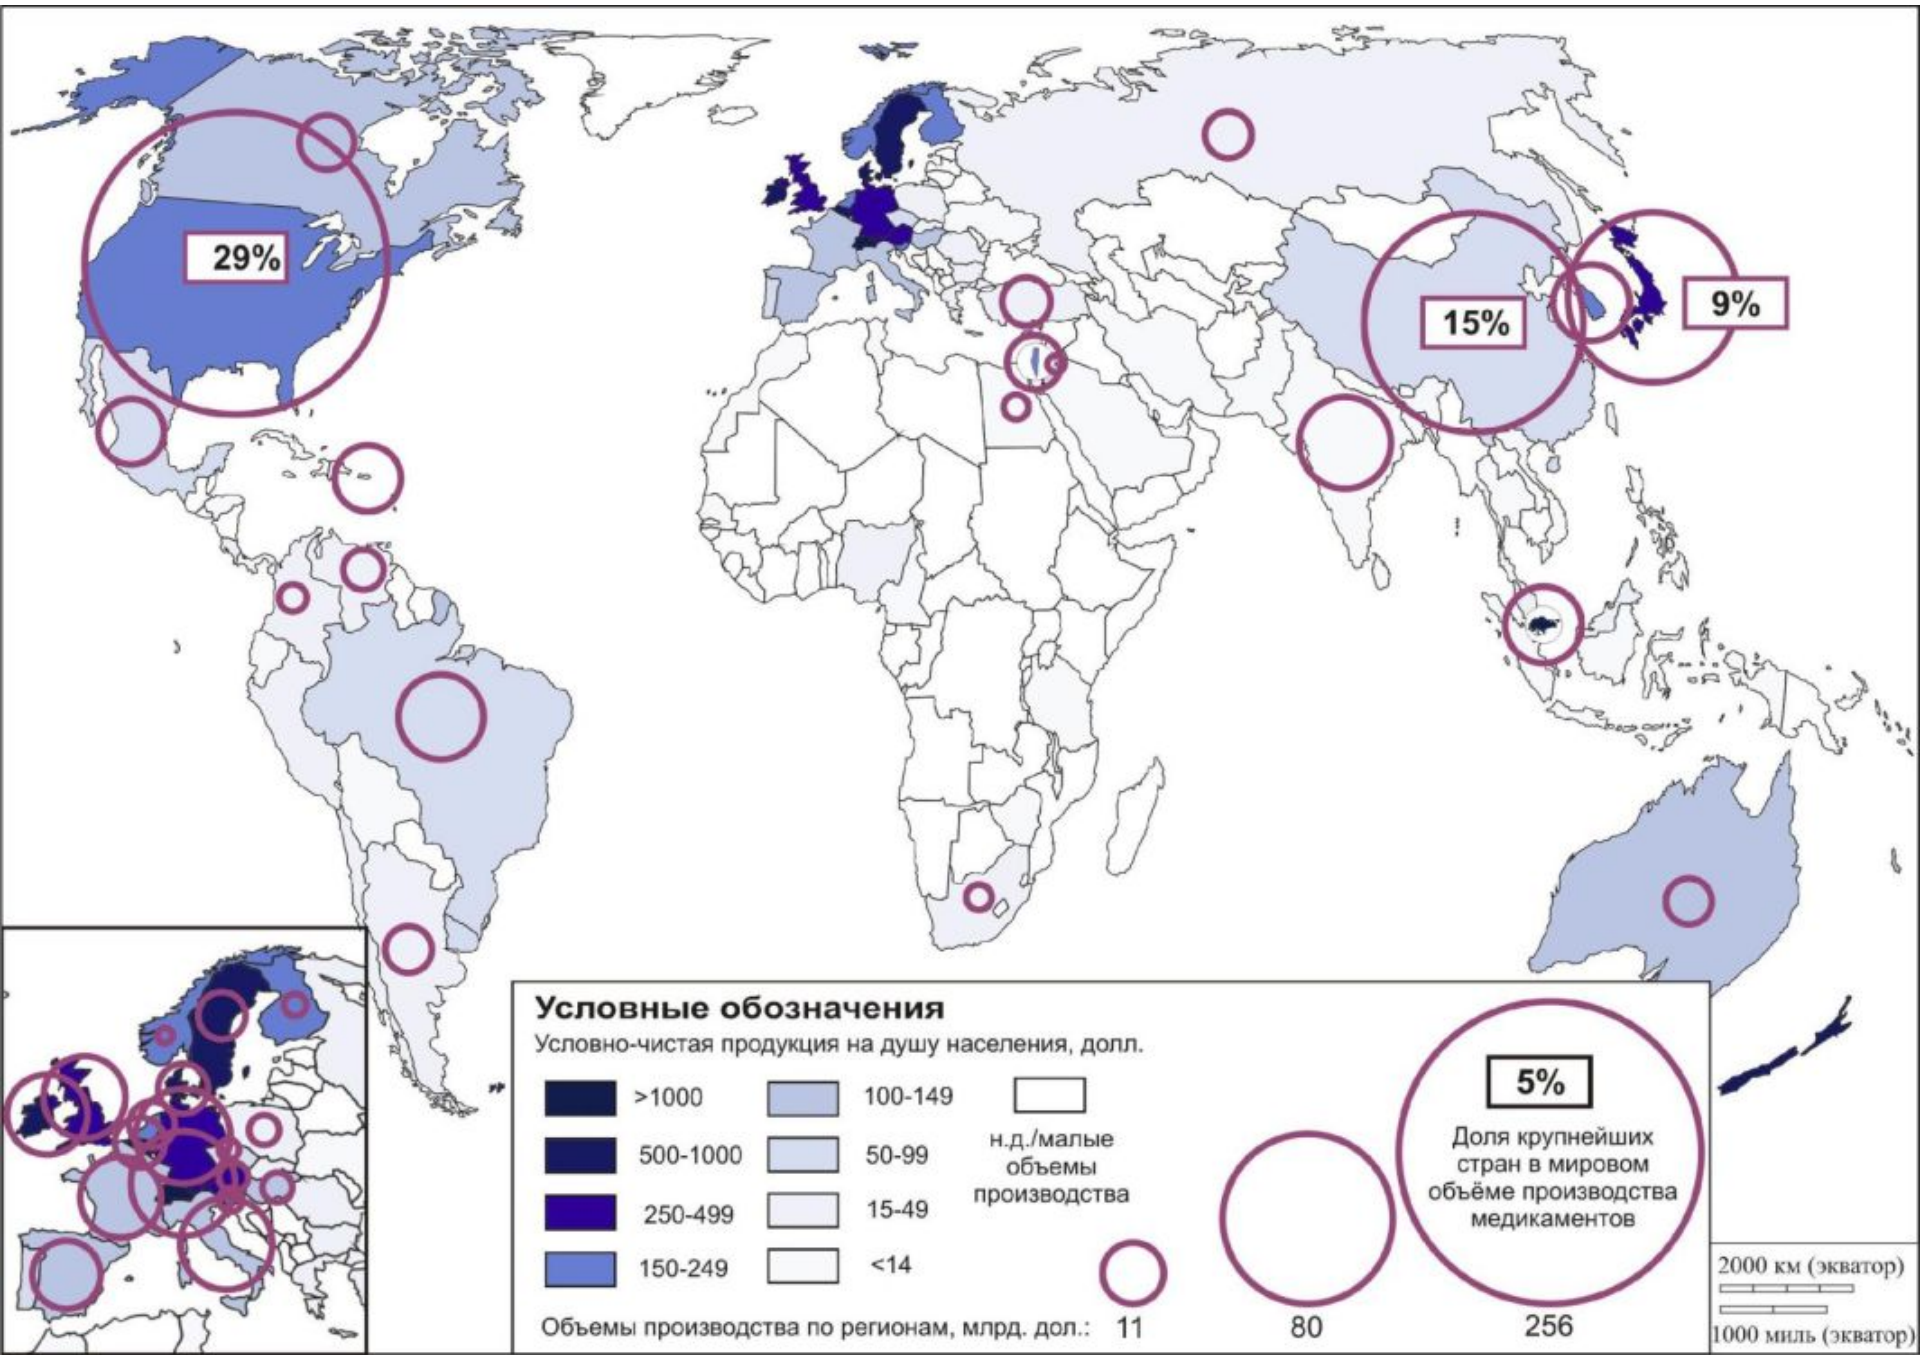 29%
15%
9%
Условные обозначения
Условно-чистая продукция на душу населения, долл.
>1000
500-1000
250-499
150-249
100-149
50-99
15-49
<14
н.д./малые
объемы
производства
5%
Доля крупнейших
стран в мировом
объёме производства
медикаментов
Объемы производства по регионам, млрд. дол.: 11 80 256
2000 км (экватор)
1000 миль (экватор)